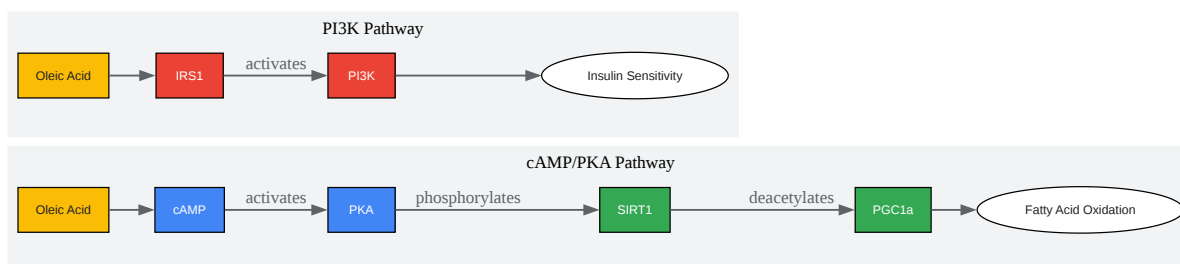 PI3K Pathway
Oleic Acid
IRS1
activates
PI3K
Insulin Sensitivity
cAMP/PKA Pathway
Oleic Acid
cAMP
activates
PKA
phosphorylates
SIRT1
deacetylates
PGC1a
Fatty Acid Oxidation